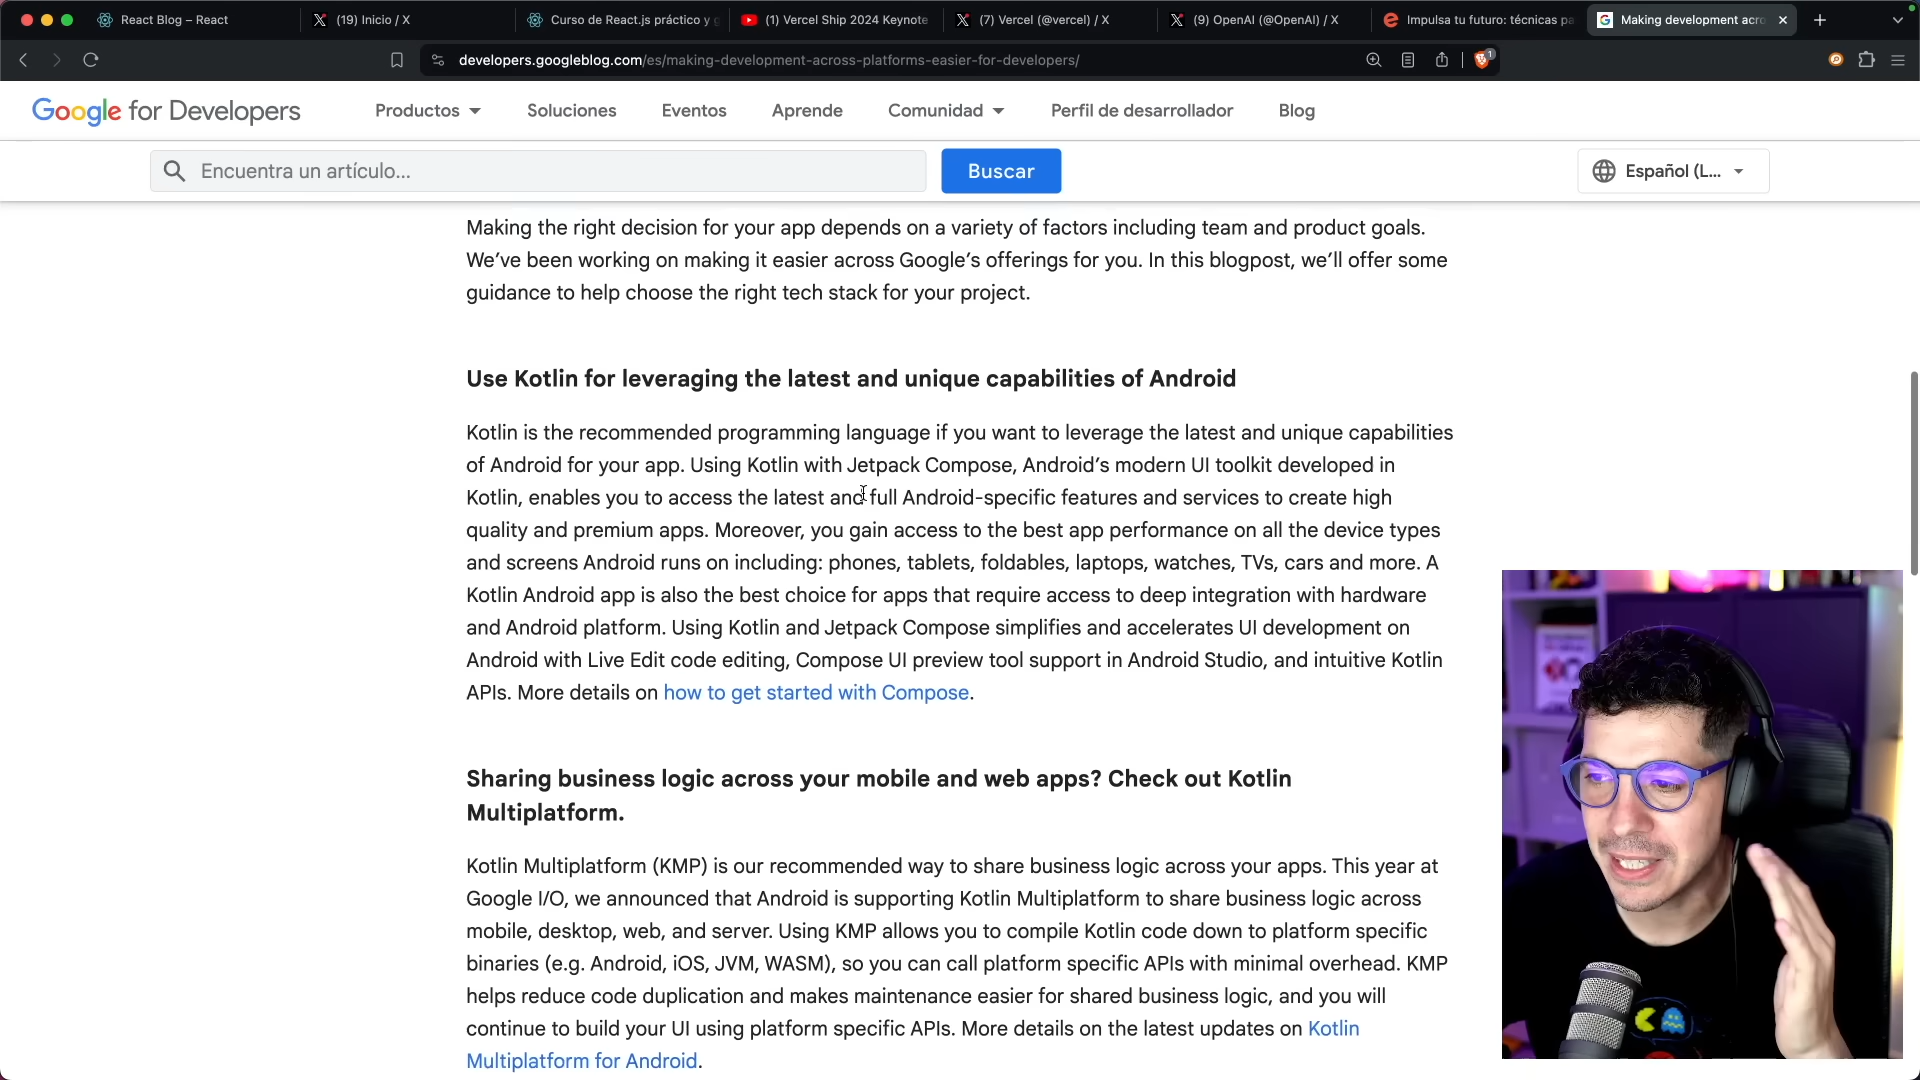 React Blog – React
(19) Inicio / X
Curso de React.js práctico y
(1) Vercel Ship 2024 Keynote
(7) Vercel (@vercel) / X
(9) OpenAI (@OpenAI) / X
Impulsa tu futuro: técnicas pa
Making development acro
developers.googleblog.com/es/making-development-across-platforms-easier-for-developers/
1
Google for Developers
Productos
Soluciones
Eventos
Aprende
Comunidad
Perfil de desarrollador
Blog
Encuentra un artículo...
Buscar
Español (L...
Making the right decision for your app depends on a variety of factors including team and product goals.
We’ve been working on making it easier across Google’s offerings for you. In this blogpost, we’ll offer some
guidance to help choose the right tech stack for your project.
Use Kotlin for leveraging the latest and unique capabilities of Android
Kotlin is the recommended programming language if you want to leverage the latest and unique capabilities
of Android for your app. Using Kotlin with Jetpack Compose, Android’s modern UI toolkit developed in
Kotlin, enables you to access the latest and full Android-specific features and services to create high
quality and premium apps. Moreover, you gain access to the best app performance on all the device types
and screens Android runs on including: phones, tablets, foldables, laptops, watches, TVs, cars and more. A
Kotlin Android app is also the best choice for apps that require access to deep integration with hardware
and Android platform. Using Kotlin and Jetpack Compose simplifies and accelerates UI development on
Android with Live Edit code editing, Compose UI preview tool support in Android Studio, and intuitive Kotlin
APIs. More details on how to get started with Compose.
Sharing business logic across your mobile and web apps? Check out Kotlin
Multiplatform.
Kotlin Multiplatform (KMP) is our recommended way to share business logic across your apps. This year at
Google I/O, we announced that Android is supporting Kotlin Multiplatform to share business logic across
mobile, desktop, web, and server. Using KMP allows you to compile Kotlin code down to platform specific
binaries (e.g. Android, iOS, JVM, WASM), so you can call platform specific APIs with minimal overhead. KMP
helps reduce code duplication and makes maintenance easier for shared business logic, and you will
continue to build your UI using platform specific APIs. More details on the latest updates on Kotlin
Multiplatform for Android.